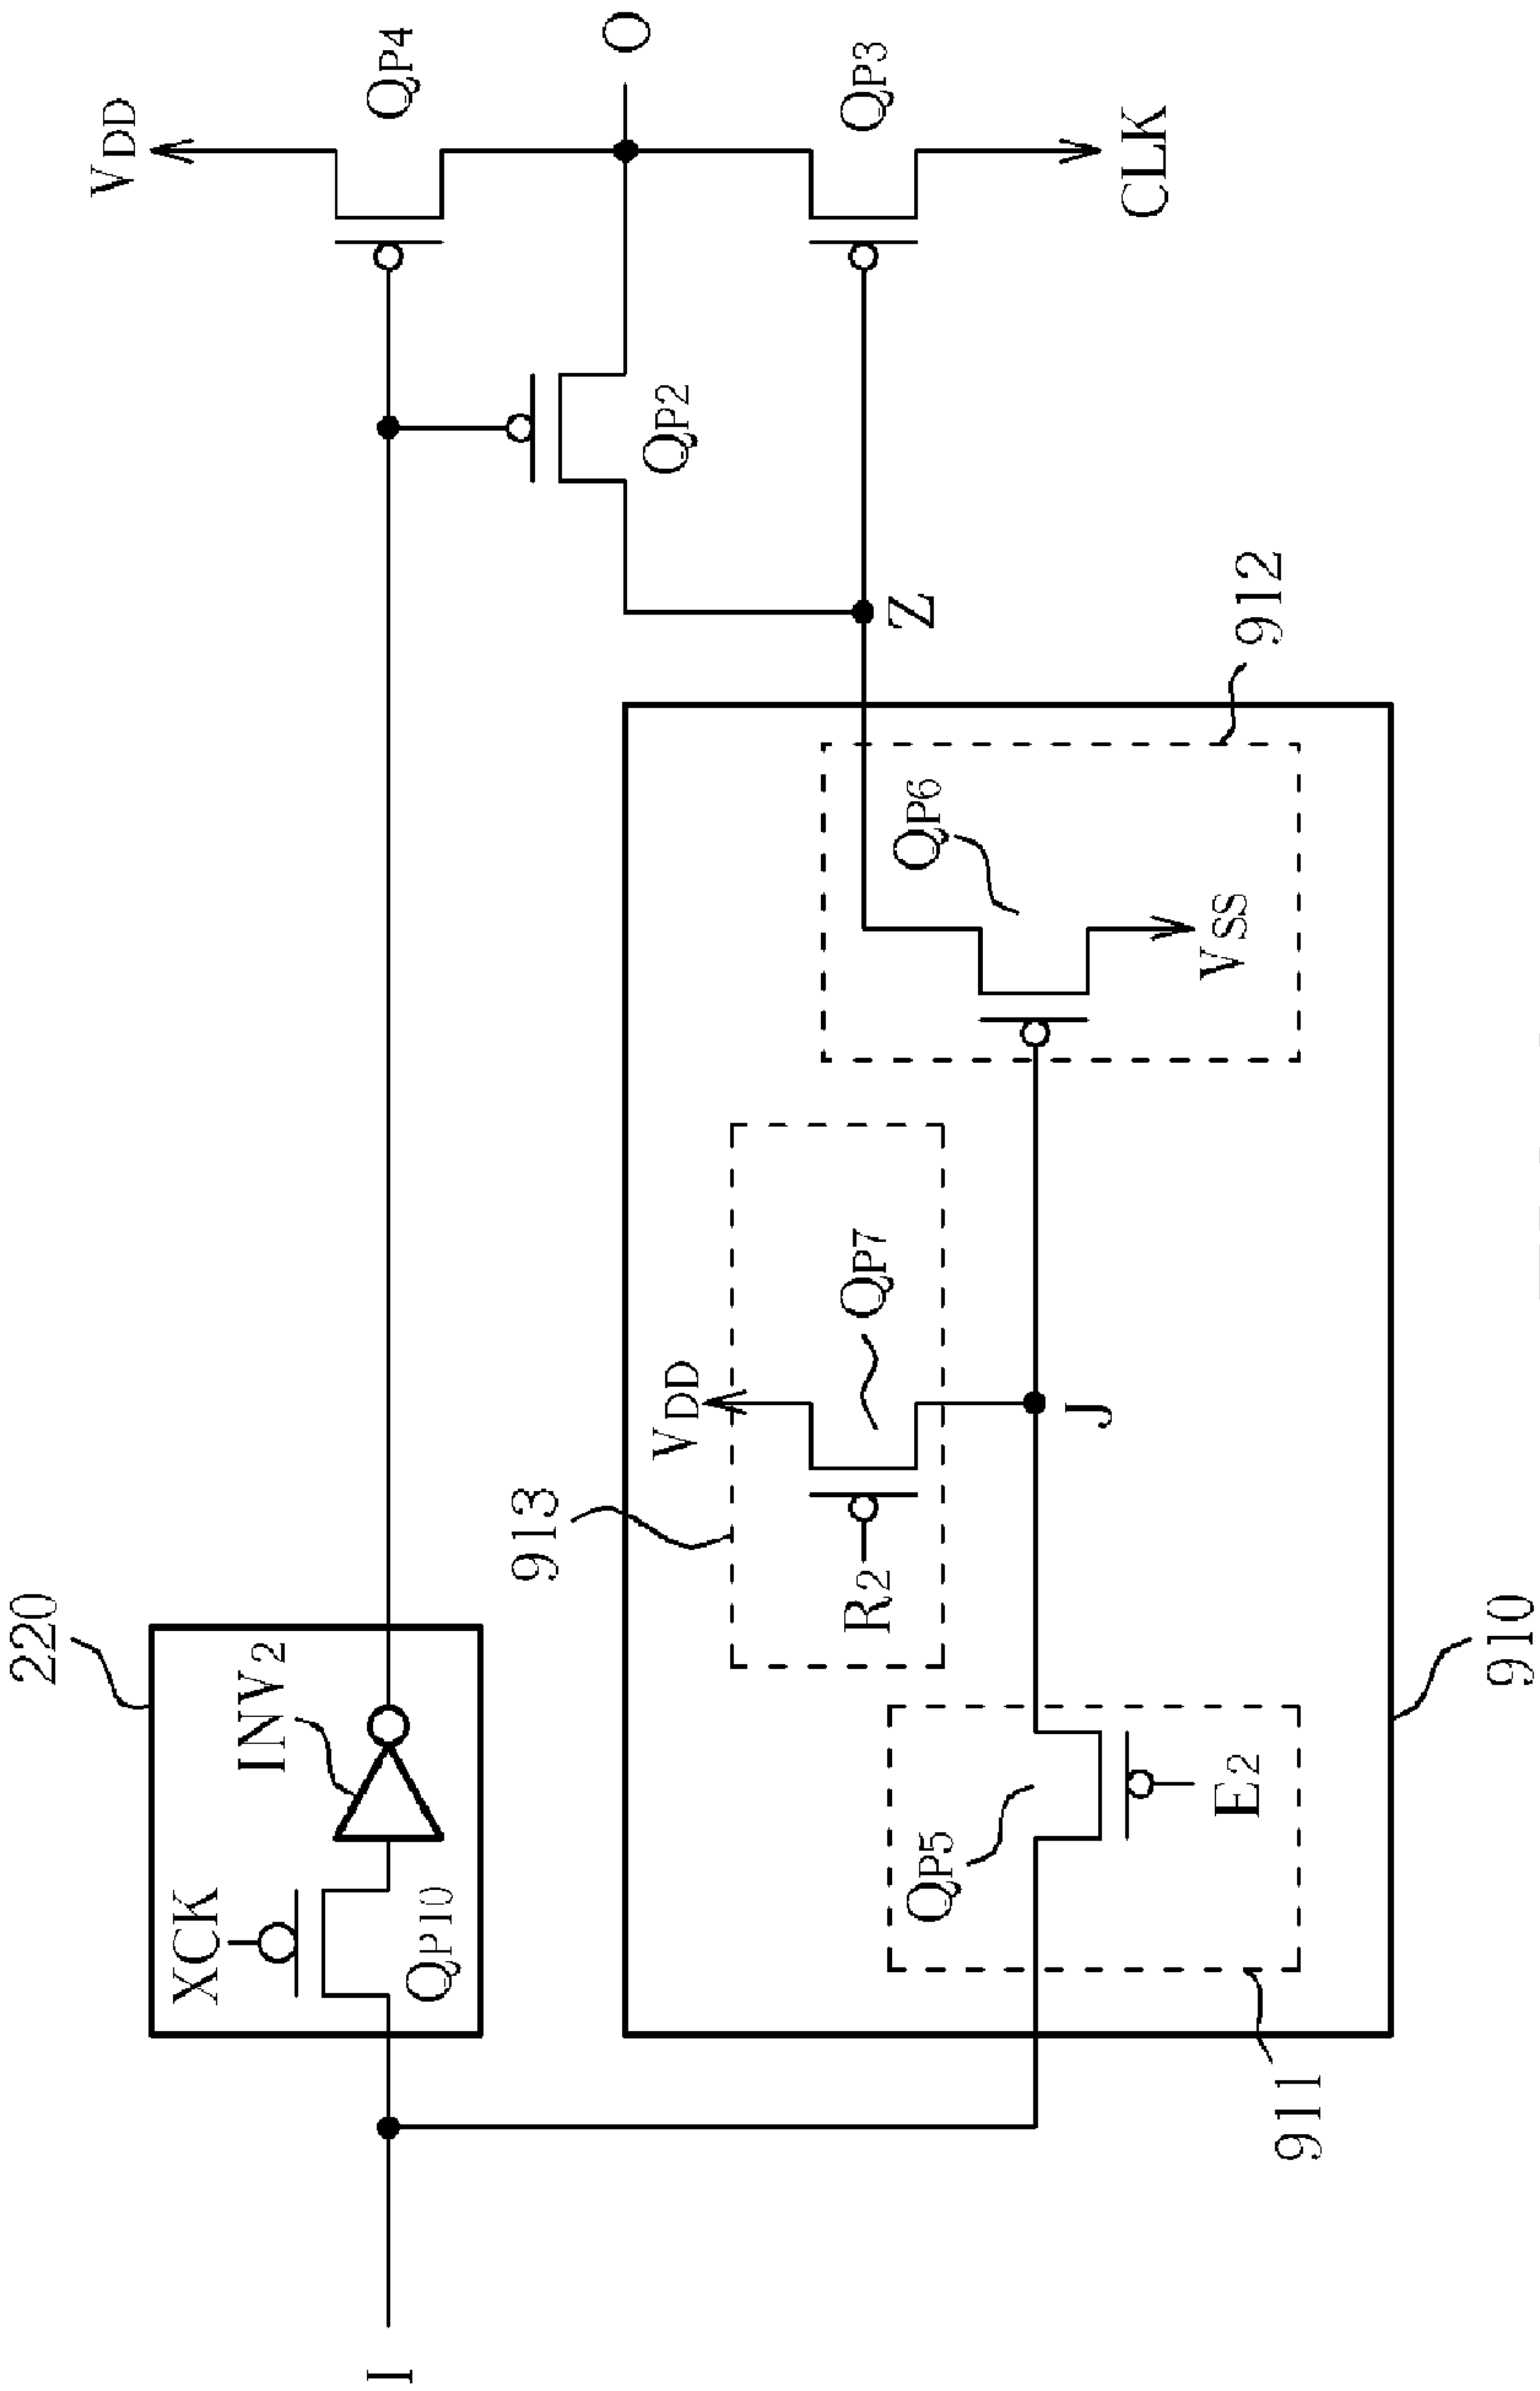 220
XCK
INV2
QP10
VDD
QP4
I
O
QP2
QP3
CLK
Z
910
913
VDD
QP7
R2
J
911
QP5
E2
912
QP6
VSS